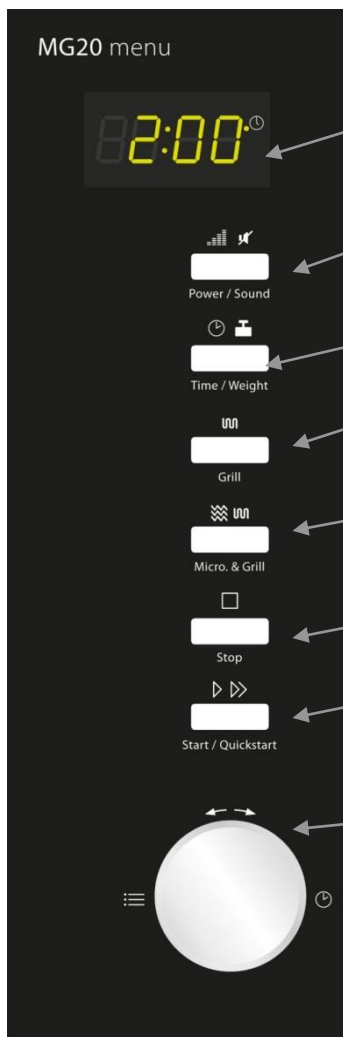 MG20 menu
2:00
Power / Sound
Time / Weight
Grill
Micro. & Grill
Stop
Start / Quickstart